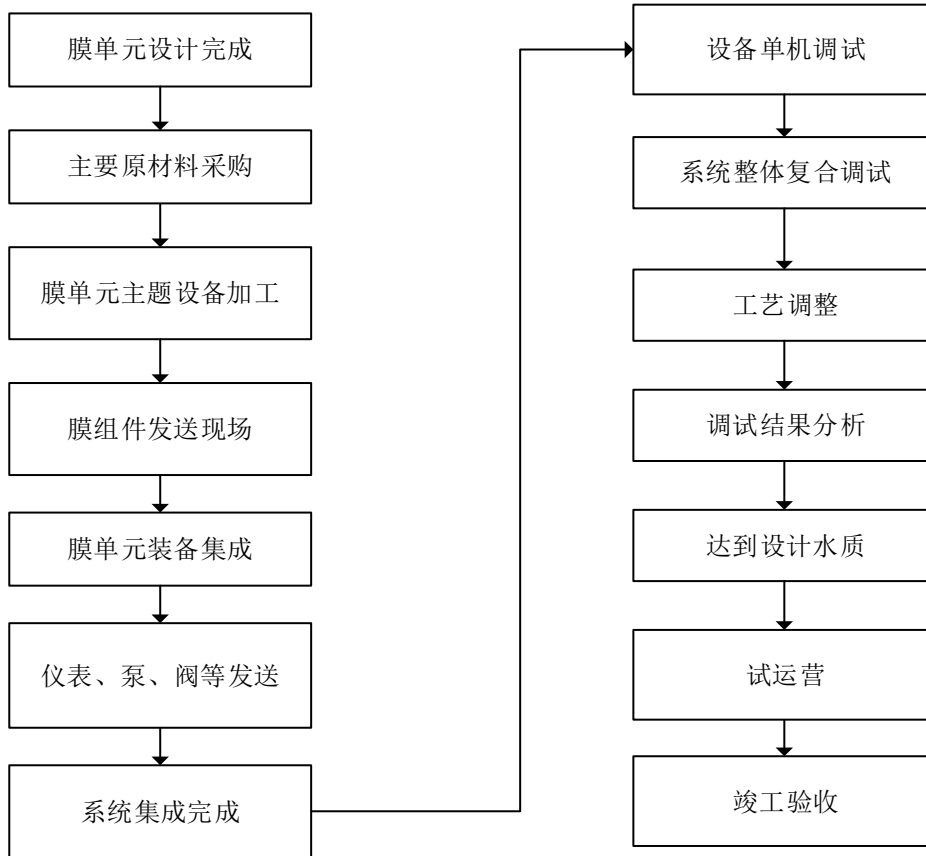 膜单元设计完成
主要原材料采购
膜单元主题设备加工
膜组件发送现场
膜单元装备集成
仪表、泵、阀等发送
系统集成完成
设备单机调试
系统整体复合调试
工艺调整
调试结果分析
达到设计水质
试运营
竣工验收